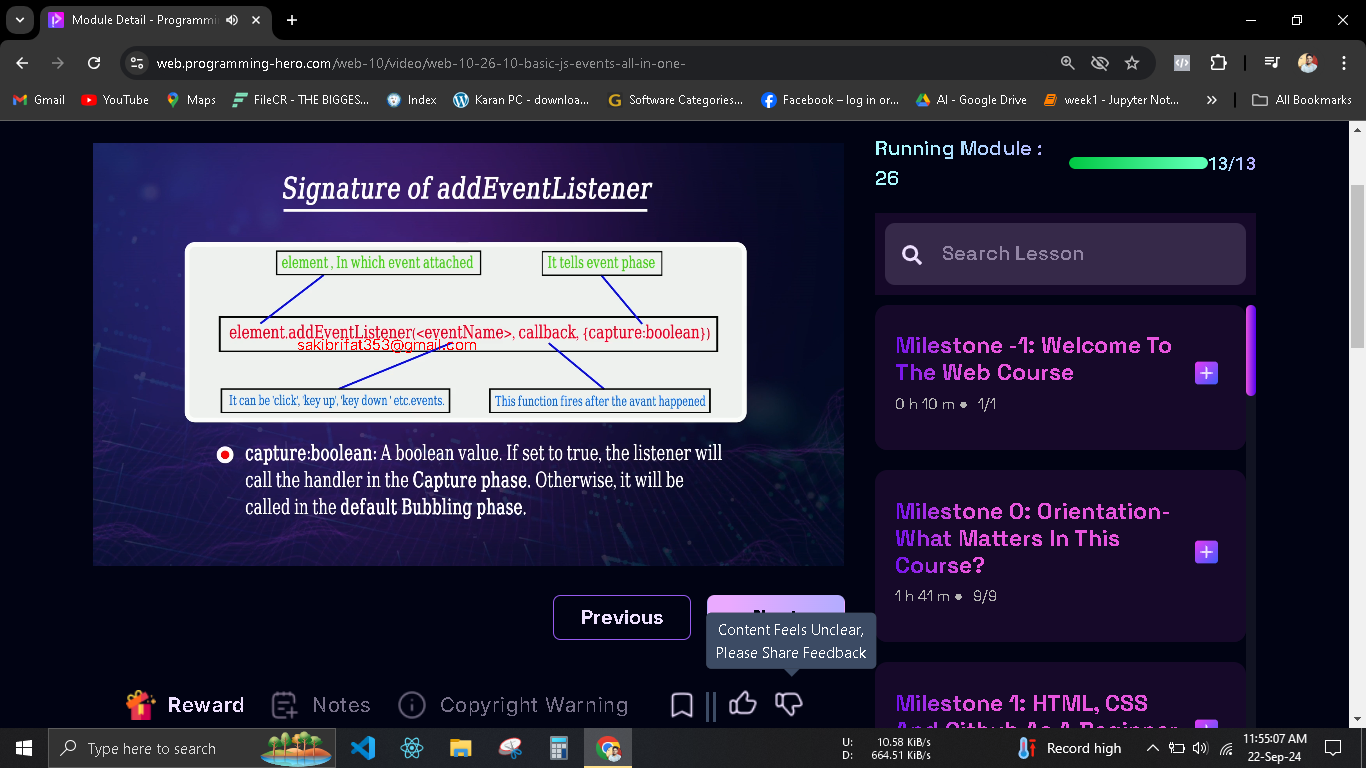 Module Detail - Programmi
web.programming-hero.com/web-10/video/web-10-26-10-basic-js-events-all-in-one-
Gmail
YouTube
Maps
FileCR - THE BIGGES...
Index
Karan PC - downloa...
Software Categories...
Facebook – log in or...
AI - Google Drive
week1 - Jupyter Not...
All Bookmarks
Signature of addEventListener
element , In which event attached
It tells event phase
element.addEventListener(<eventName>, callback, {capture:boolean})
sakibrifat353@gmail.com
It can be 'click', 'key up', 'key down ' etc.events.
This function fires after the avant happened
capture:boolean: A boolean value. If set to true, the listener will
call the handler in the Capture phase. Otherwise, it will be
called in the default Bubbling phase.
Previous
Content Feels Unclear,
Please Share Feedback
Reward
Notes
Copyright Warning
Running Module :
26
13/13
Search Lesson
Milestone -1: Welcome To
The Web Course
0 h 10 m ● 1/1
Milestone 0: Orientation-
What Matters In This
Course?
1 h 41 m ● 9/9
Milestone 1: HTML, CSS
And Github As A Beginner
Type here to search
U: 10.58 KiB/s
D: 664.51 KiB/s
Record high
11:55:07 AM
22-Sep-24